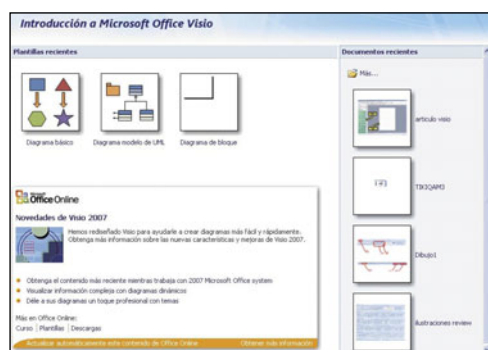 Introducción a Microsoft Office Visio
Plantillas recientes
Diagrama básico
Diagrama modelo de UML
Diagrama de bloque
Microsoft
Office Online
Novedades de Visio 2007
Hemos rediseñado Visio para ayudarle a crear diagramas más fácil y rápidamente.
Obtenga más información sobre las nuevas características y mejoras de Visio 2007.
Obtenga el contenido más reciente mientras trabaja con 2007 Microsoft Office system
Visualizar información compleja con diagramas dinámicos
Déle a sus diagramas un toque profesional con temas
Más en Office Online:
Curso | Plantillas | Descargas
Actualizar automáticamente este contenido de Office Online
Obtener más información
Documentos recientes
Más...
articulo visio
Dibujo1
ilustraciones review